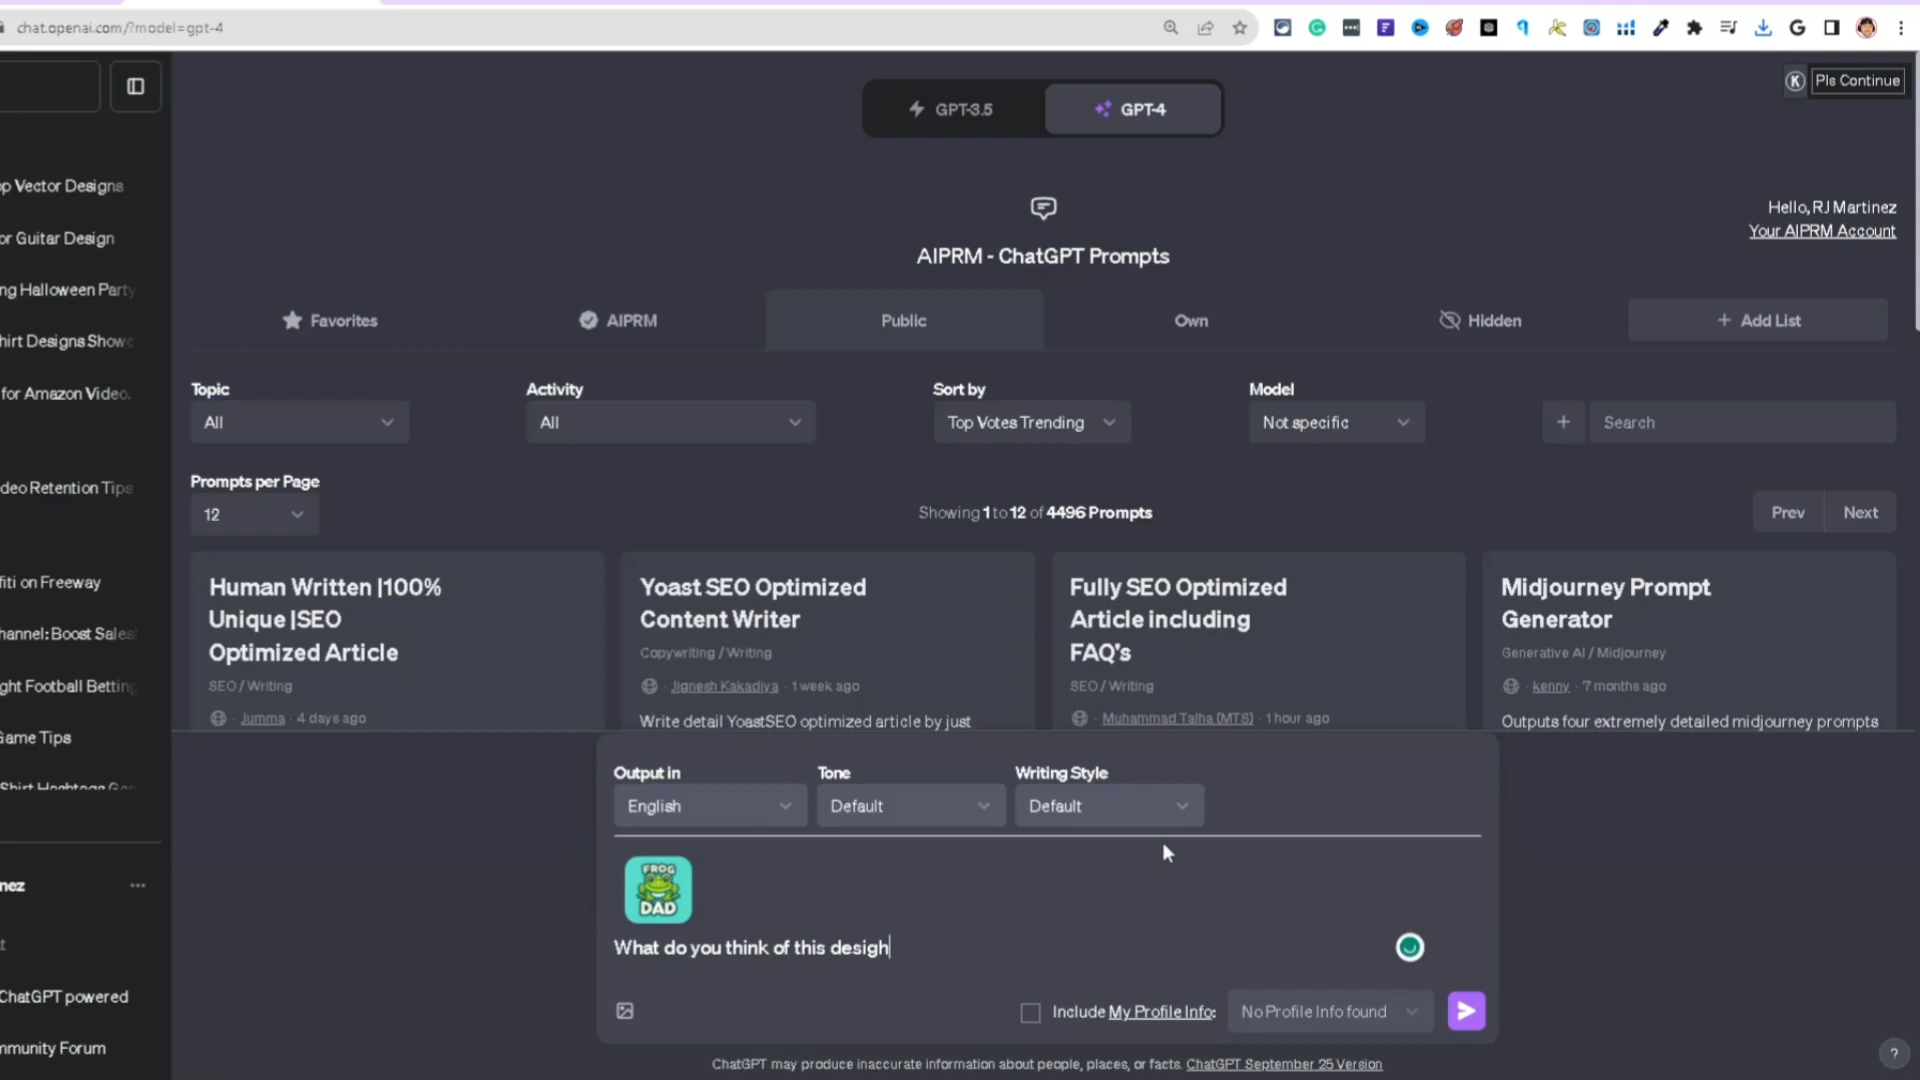 chat.openai.com/?model=gpt-4
Pls Continue
GPT-3.5
GPT-4
Hello, RJ Martinez
Your AIPRM Account
AIPRM - ChatGPT Prompts
Favorites
AIPRM
Public
Own
Hidden
+ Add List
Topic
Activity
Sort by
Model
All
All
Top Votes Trending
Not specific
+
Search
Prompts per Page
12
Showing 1 to 12 of 4496 Prompts
Prev
Next
Human Written |100%
Unique |SEO
Optimized Article
SEO / Writing
Jumma · 4 days ago
Yoast SEO Optimized
Content Writer
Copywriting / Writing
Jignesh Kakadiya · 1 week ago
Write detail YoastSEO optimized article by just
Fully SEO Optimized
Article including
FAQ's
SEO / Writing
Muhammad Talha (MTS) · 1 hour ago
Midjourney Prompt
Generator
Generative AI / Midjourney
kenny · 7 months ago
Outputs four extremely detailed midjourney prompts
op Vector Designs
or Guitar Design
ng Halloween Party
hirt Designs Showc
for Amazon Video.
deo Retention Tips
fiti on Freeway
hannel: Boost Sales
ght Football Betting
Game Tips
nez
ChatGPT powered
mmunity Forum
Output in
Tone
Writing Style
English
Default
Default
FROG
DAD
What do you think of this desigh
Include My Profile Info:
No Profile Info found
ChatGPT may produce inaccurate information about people, places, or facts. ChatGPT September 25 Version
?